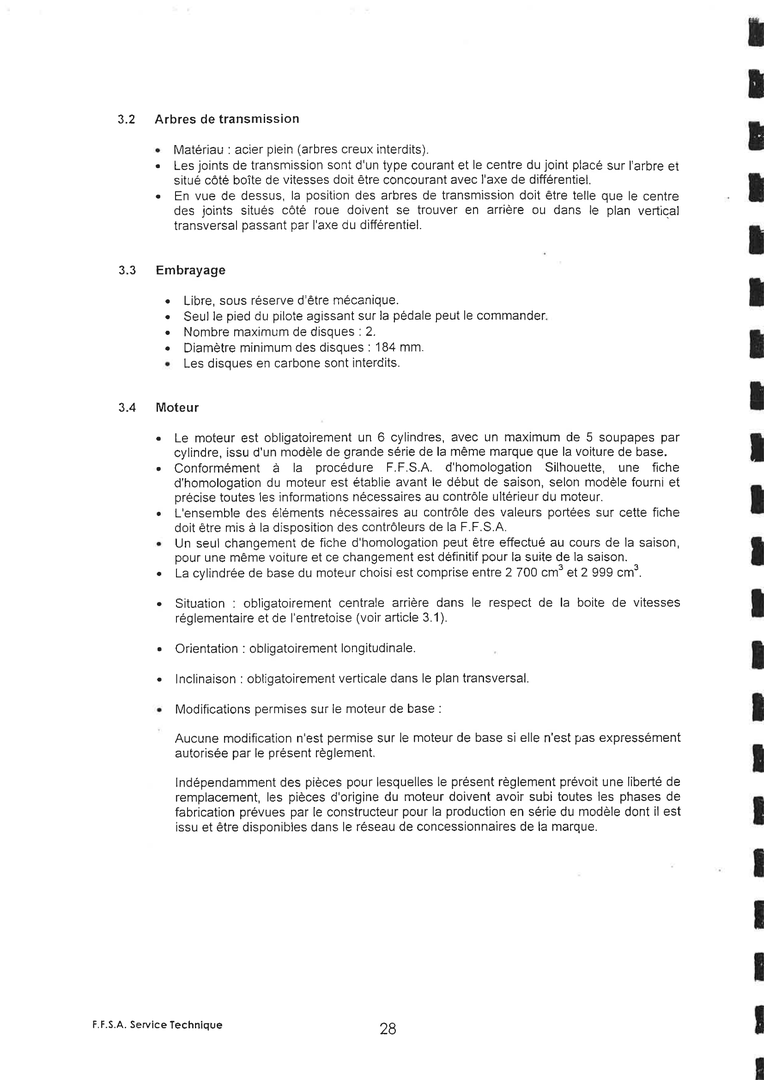 3.2 Arbres de transmission
• Matériau : acier plein (arbres creux interdits).
• Les joints de transmission sont d'un type courant et le centre du joint placé sur l'arbre et
situé côté boîte de vitesses doit être concourant avec l'axe de différentiel.
• En vue de dessus, la position des arbres de transmission doit être telle que le centre
des joints situés côté roue doivent se trouver en arrière ou dans le plan vertical
transversal passant par l'axe du différentiel.
3.3 Embrayage
• Libre, sous réserve d'être mécanique.
• Seul le pied du pilote agissant sur la pédale peut le commander.
• Nombre maximum de disques : 2.
• Diamètre minimum des disques : 184 mm.
• Les disques en carbone sont interdits.
3.4 Moteur
• Le moteur est obligatoirement un 6 cylindres, avec un maximum de 5 soupapes par
cylindre, issu d'un modèle de grande série de la même marque que la voiture de base.
• Conformément à la procédure F.F.S.A. d'homologation Silhouette, une fiche
d'homologation du moteur est établie avant le début de saison, selon modèle fourni et
précise toutes les informations nécessaires au contrôle ultérieur du moteur.
• L'ensemble des éléments nécessaires au contrôle des valeurs portées sur cette fiche
doit être mis à la disposition des contrôleurs de la F.F.S.A.
• Un seul changement de fiche d'homologation peut être effectué au cours de la saison,
pour une même voiture et ce changement est définitif pour la suite de la saison.
• La cylindrée de base du moteur choisi est comprise entre 2 700 cm³ et 2 999 cm³.
• Situation : obligatoirement centrale arrière dans le respect de la boite de vitesses
réglementaire et de l'entretoise (voir article 3.1).
• Orientation : obligatoirement longitudinale.
• Inclinaison : obligatoirement verticale dans le plan transversal.
• Modifications permises sur le moteur de base :
Aucune modification n'est permise sur le moteur de base si elle n'est pas expressément
autorisée par le présent règlement.
Indépendamment des pièces pour lesquelles le présent règlement prévoit une liberté de
remplacement, les pièces d'origine du moteur doivent avoir subi toutes les phases de
fabrication prévues par le constructeur pour la production en série du modèle dont il est
issu et être disponibles dans le réseau de concessionnaires de la marque.
F.F.S.A. Service Technique
28